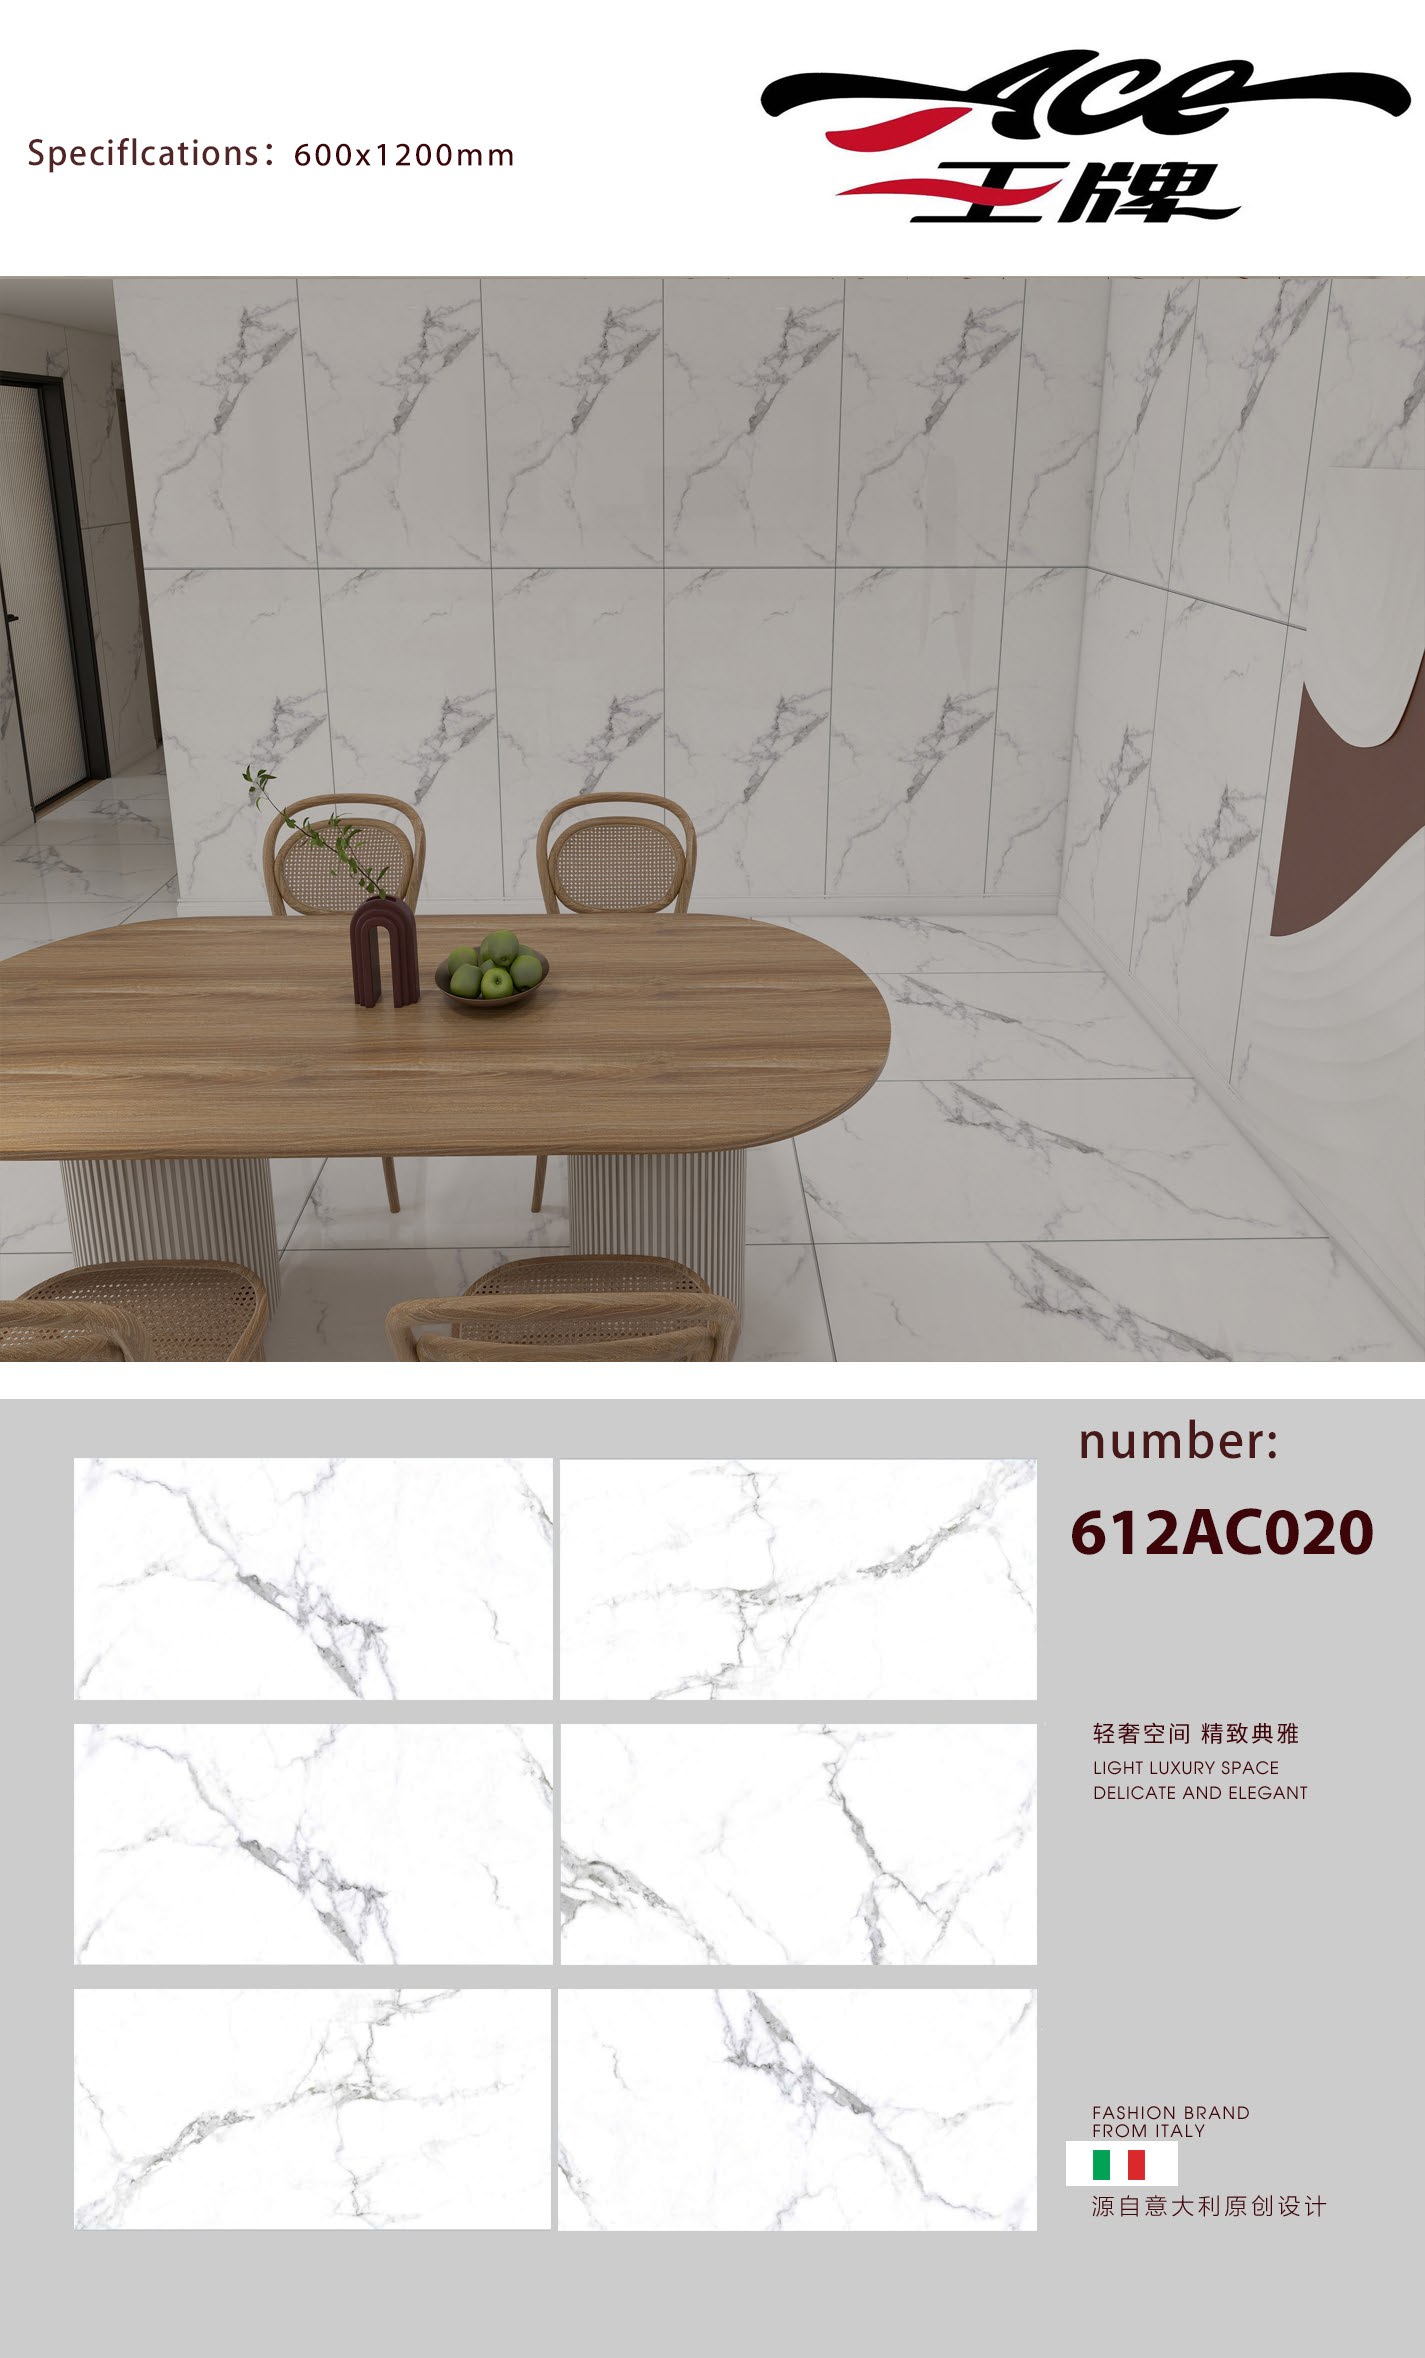 Ace
王牌
Speciflcations：600x1200mm
number:
612AC020
轻奢空间 精致典雅
LIGHT LUXURY SPACE
DELICATE AND ELEGANT
FASHION BRAND
FROM ITALY
源自意大利原创设计